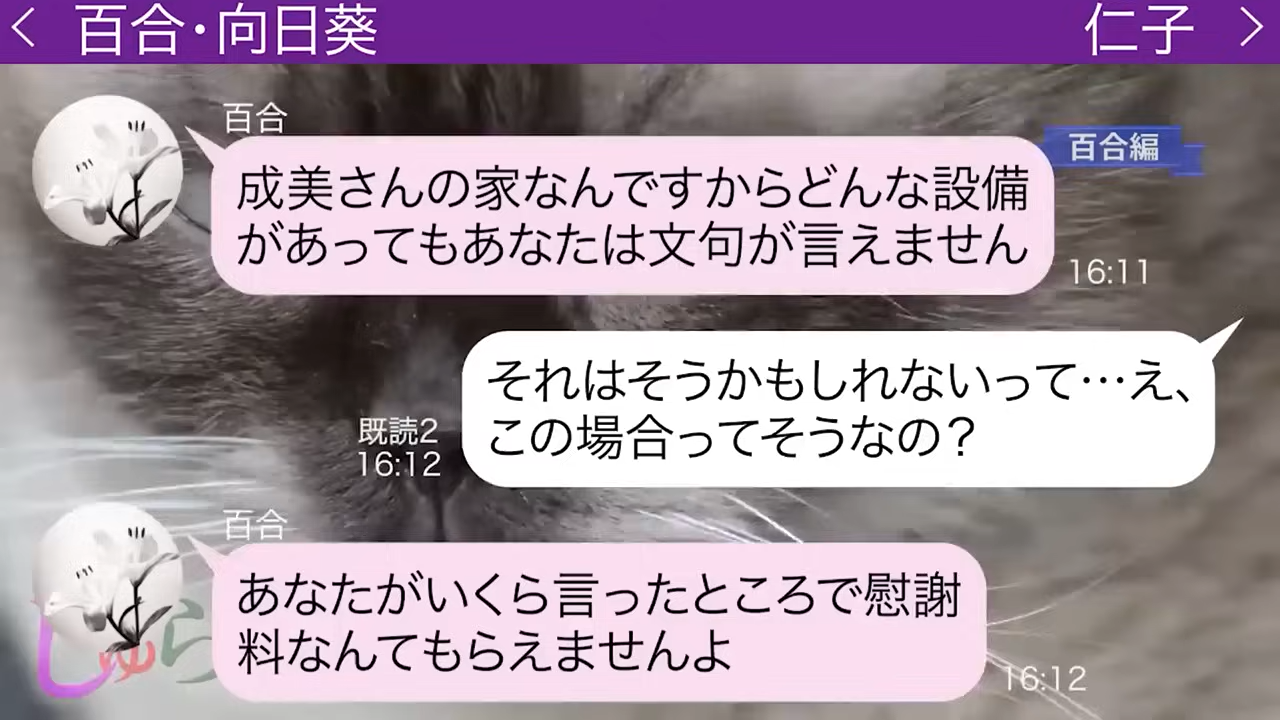 百合・向日葵 仁子
百合
百合編
成美さんの家なんですからどんな設備
があってもあなたは文句が言えません
16:11
それはそうかもしれないって…え、
この場合ってそうなの？
既読2
16:12
百合
あなたがいくら言ったところで慰謝
料なんてもらえませんよ
16:12
しゅら